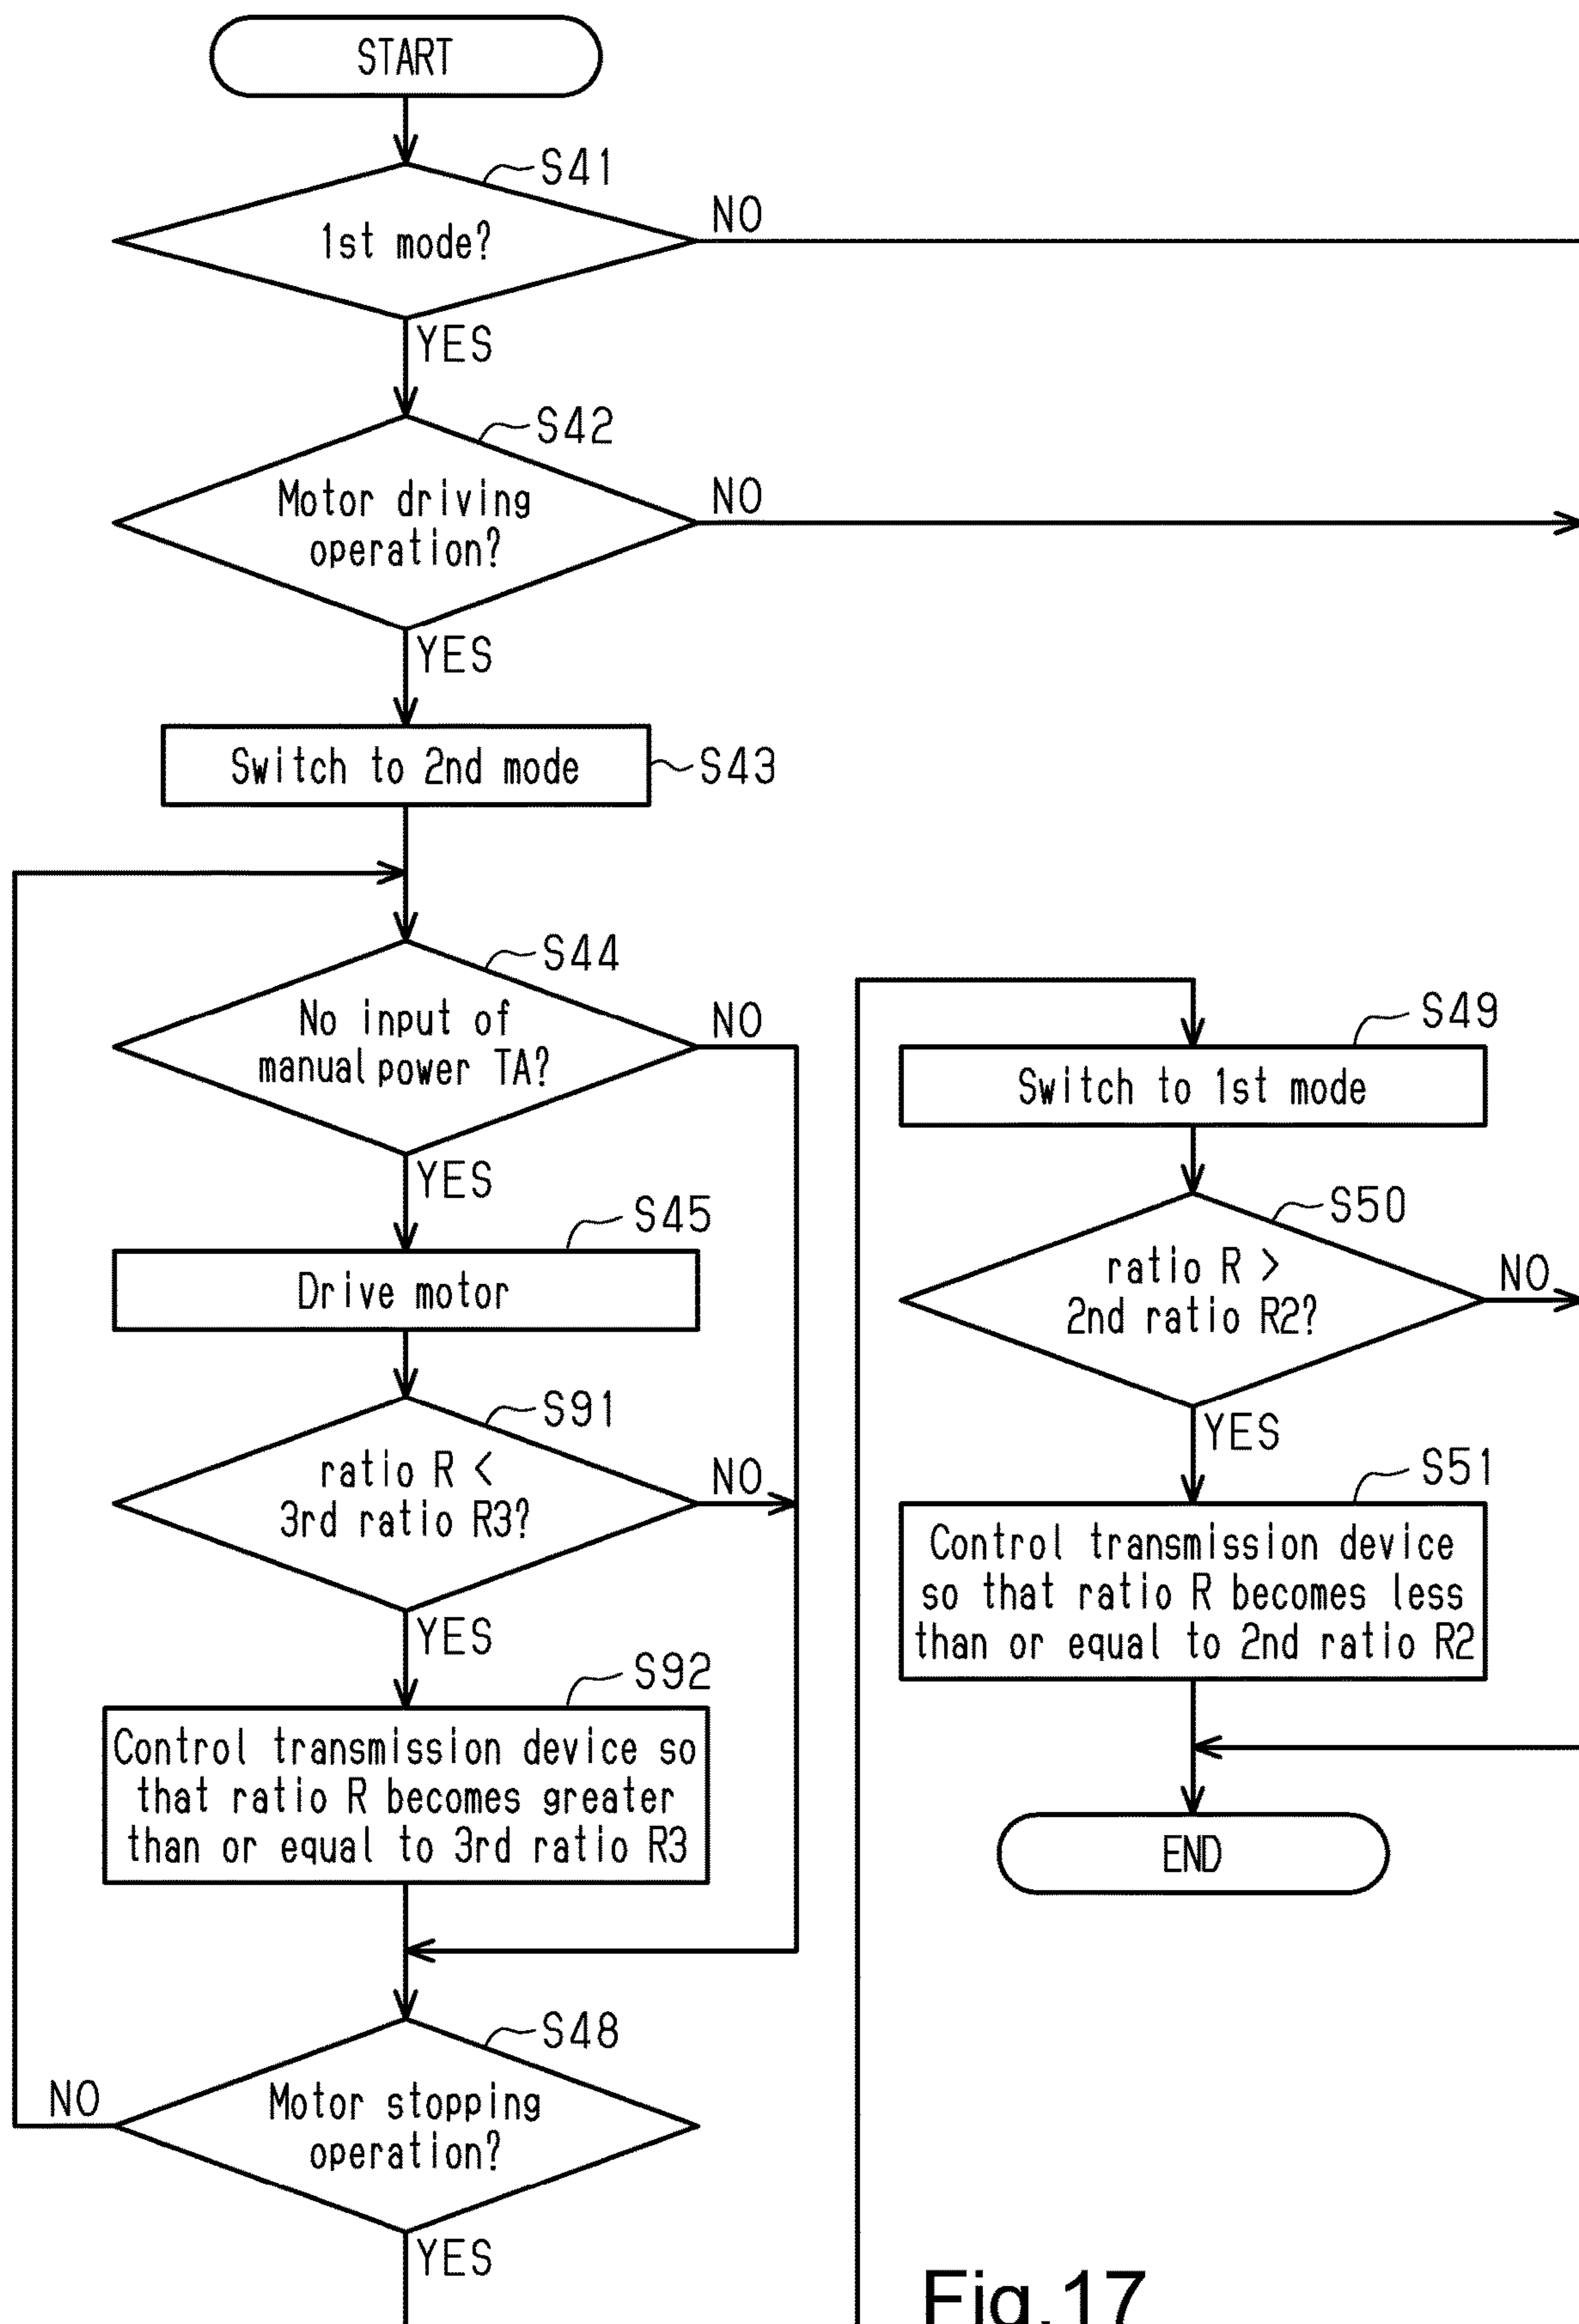 START
S41
1st mode?
NO
YES
S42
Motor driving
operation?
NO
YES
Switch to 2nd mode
S43
S44
No input of
manual power TA?
NO
YES
S45
Drive motor
S91
ratio R <
3rd ratio R3?
NO
YES
S92
Control transmission device so
that ratio R becomes greater
than or equal to 3rd ratio R3
S48
Motor stopping
operation?
NO
YES
S49
Switch to 1st mode
S50
ratio R >
2nd ratio R2?
NO
YES
S51
Control transmission device
so that ratio R becomes less
than or equal to 2nd ratio R2
END
Fig.17